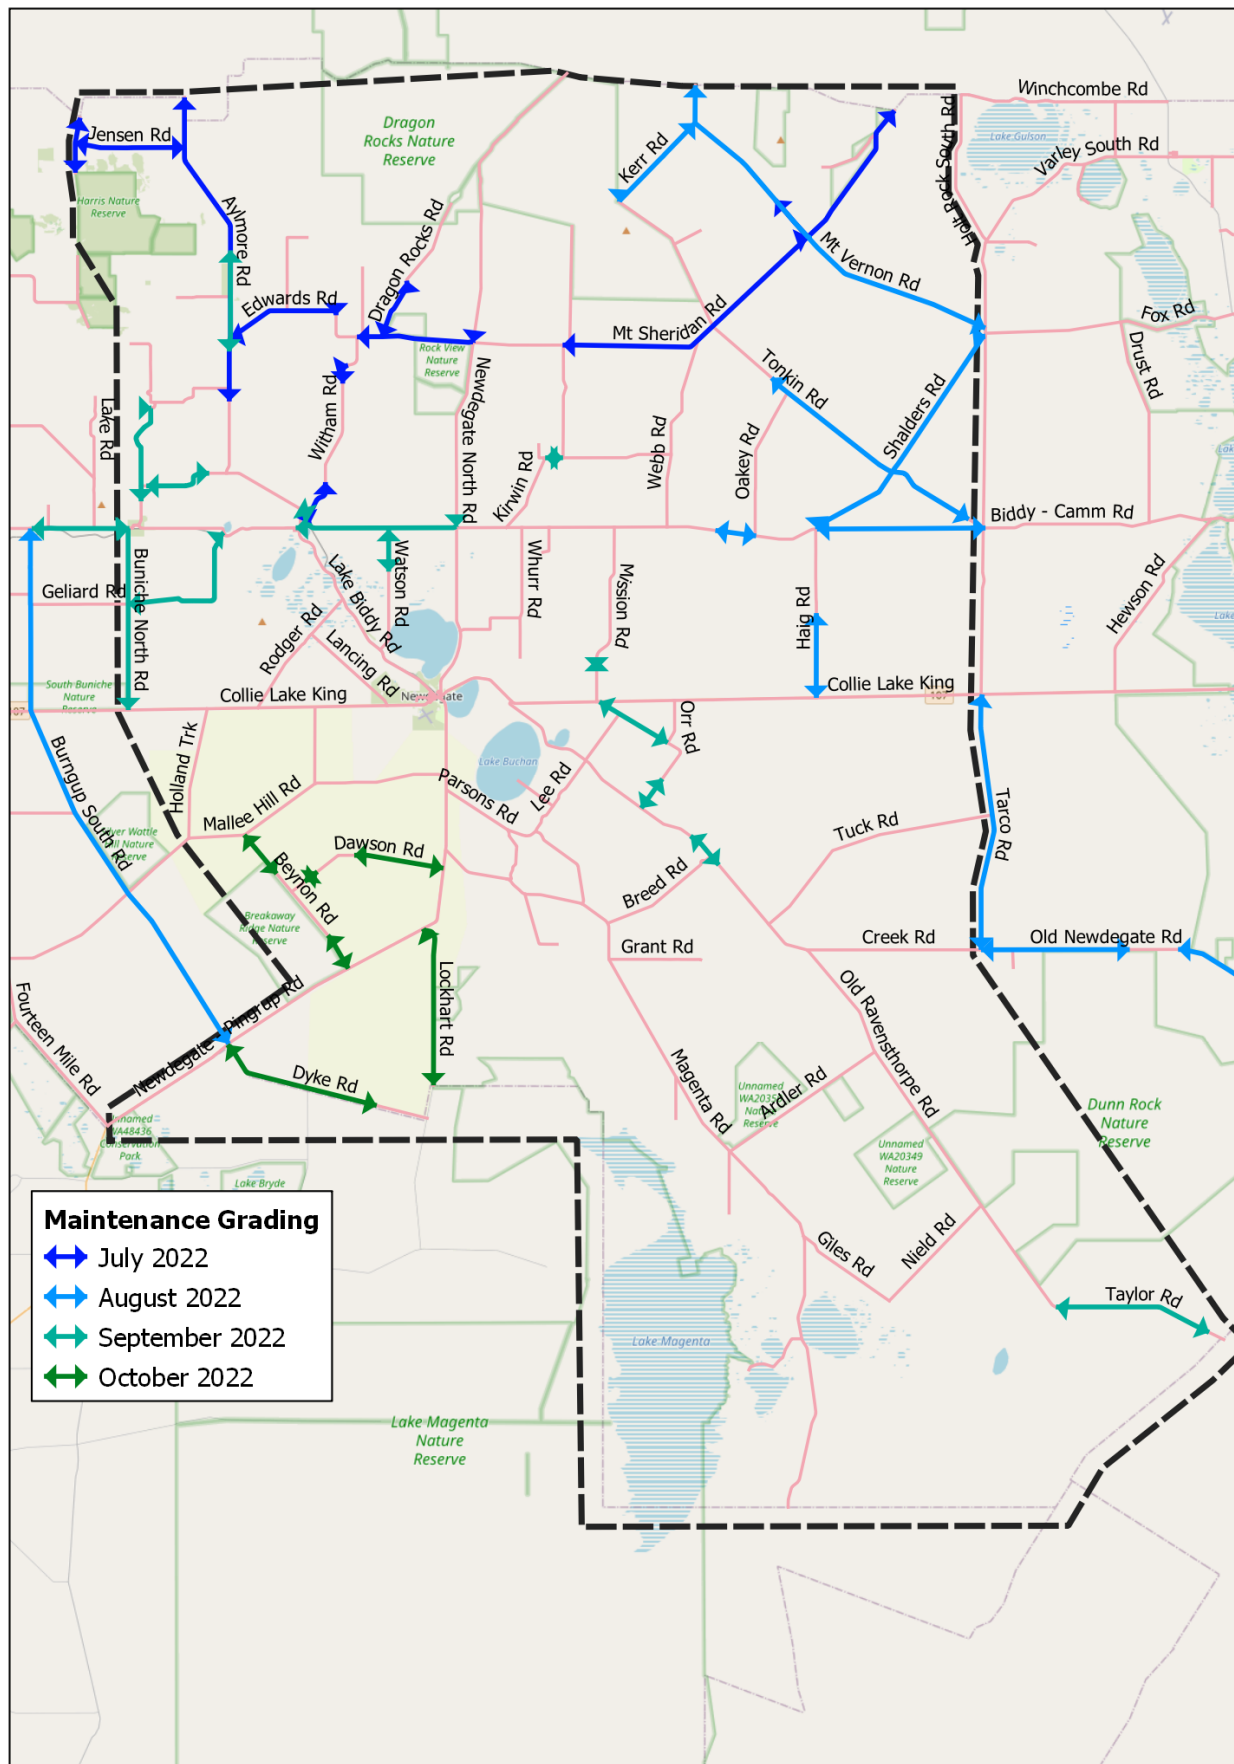 Winchcombe Rd
Holt Rock South Rd
Lake Gulson
Varley South Rd
Jensen Rd
Dragon
Rocks Nature
Reserve
Kerr Rd
Harris Nature
Reserve
Aylmore Rd
Dragon Rocks Rd
Mt Vernon Rd
Edwards Rd
Fox Rd
Mt Sheridan Rd
Rock View
Nature
Reserve
Drust Rd
Newdegate North Rd
Tonkin Rd
Shalders Rd
Witham Rd
Lake Rd
Webb Rd
Oakey Rd
Kirwin Rd
Biddy - Camm Rd
Buniche North Rd
Watson Rd
Whurr Rd
Mission Rd
Lake Biddy Rd
Hewson Rd
Geliard Rd
Rodger Rd
Haig Rd
Lancing Rd
South Buniche
Nature
Reserve
Collie Lake King
Collie Lake King
107
Orr Rd
Burngup South Rd
Holland Trk
Lake Buchan
Mallee Hill Rd
Parsons Rd
Lee Rd
Tarco Rd
Tuck Rd
Dawson Rd
Beynon Rd
Breed Rd
Breakaway
Ridge Nature
Reserve
Grant Rd
Creek Rd
Old Newdegate Rd
Lockhart Rd
Newdegate - Pingrup Rd
Fourteen Mile Rd
Old Ravensthorpe Rd
Dyke Rd
Magenta Rd
Ardler Rd
Dunn Rock
Nature
Reserve
Unnamed
WA20349
Nature
Reserve
Lake Bryde
Giles Rd
Nield Rd
Taylor Rd
Lake Magenta
Lake Magenta
Nature
Reserve
Maintenance Grading
July 2022
August 2022
September 2022
October 2022